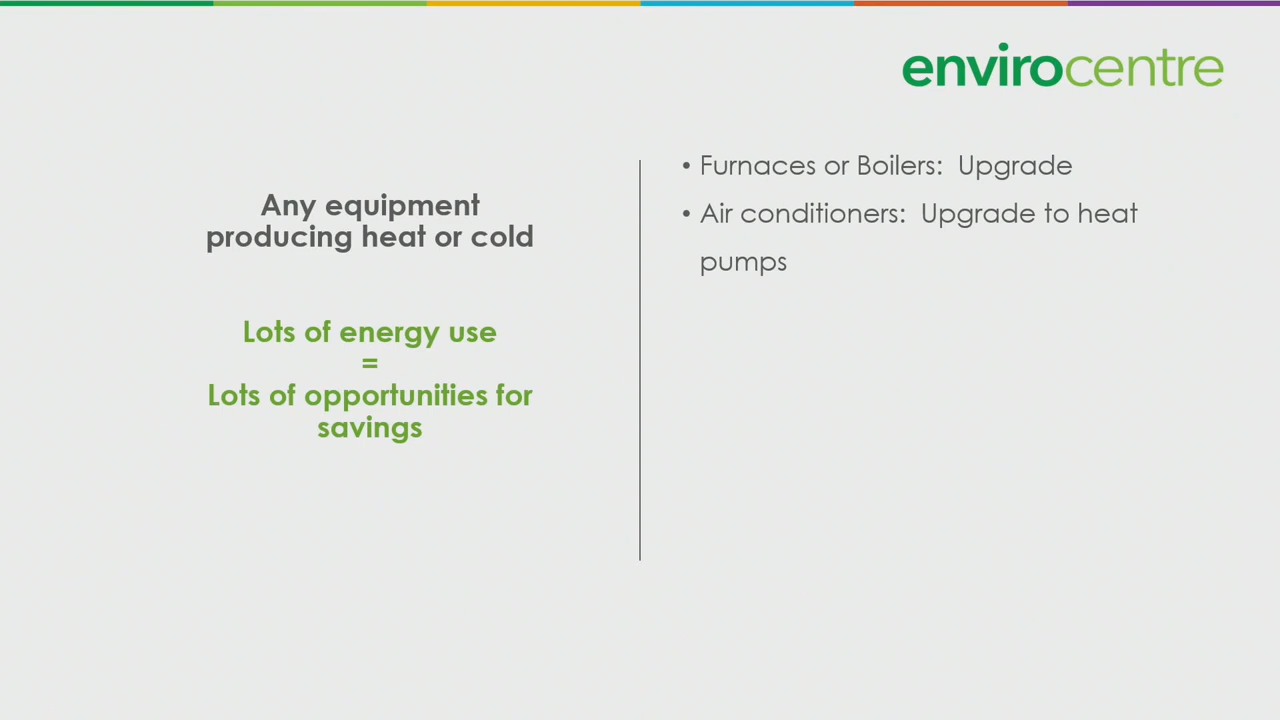 envirocentre
Any equipment
producing heat or cold
Lots of energy use
=
Lots of opportunities for
savings
• Furnaces or Boilers:  Upgrade
• Air conditioners:  Upgrade to heat
pumps